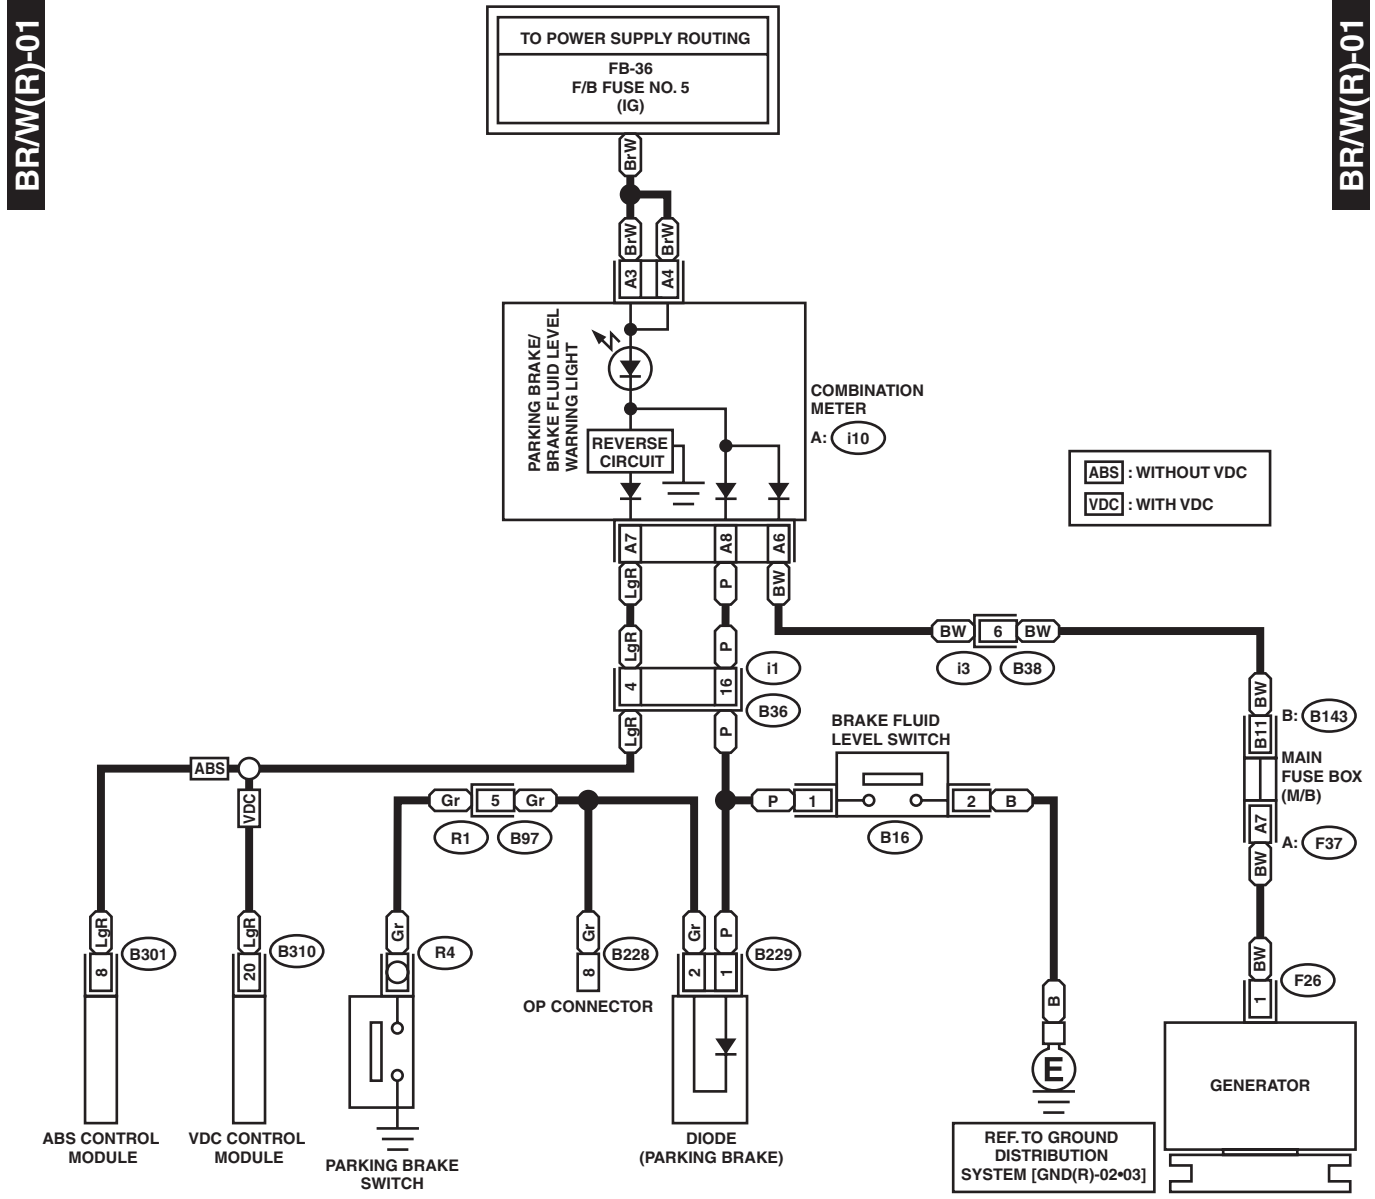 BR/W(R)-01
BR/W(R)-01
TO POWER SUPPLY ROUTING
FB-36
F/B FUSE NO. 5
(IG)
BrW
BrW
BrW
A3
A4
PARKING BRAKE/
BRAKE FLUID LEVEL
WARNING LIGHT
REVERSE
CIRCUIT
COMBINATION
METER
A: i10
ABS : WITHOUT VDC
VDC : WITH VDC
A7
A8
A6
LgR
P
BW
LgR
P
BW
6
BW
i3
B38
4
16
i1
B36
LgR
P
BW
B11
B: B143
MAIN
FUSE BOX
(M/B)
A7
A: F37
BW
BRAKE FLUID
LEVEL SWITCH
P
1
2
B
B16
ABS
VDC
Gr
5
Gr
R1
B97
LgR
8
B301
LgR
20
B310
Gr
R4
Gr
8
B228
Gr
P
2
1
B229
OP CONNECTOR
B
E
BW
1
F26
GENERATOR
ABS CONTROL
MODULE
VDC CONTROL
MODULE
PARKING BRAKE
SWITCH
DIODE
(PARKING BRAKE)
REF. TO GROUND
DISTRIBUTION
SYSTEM [GND(R)-02•03]